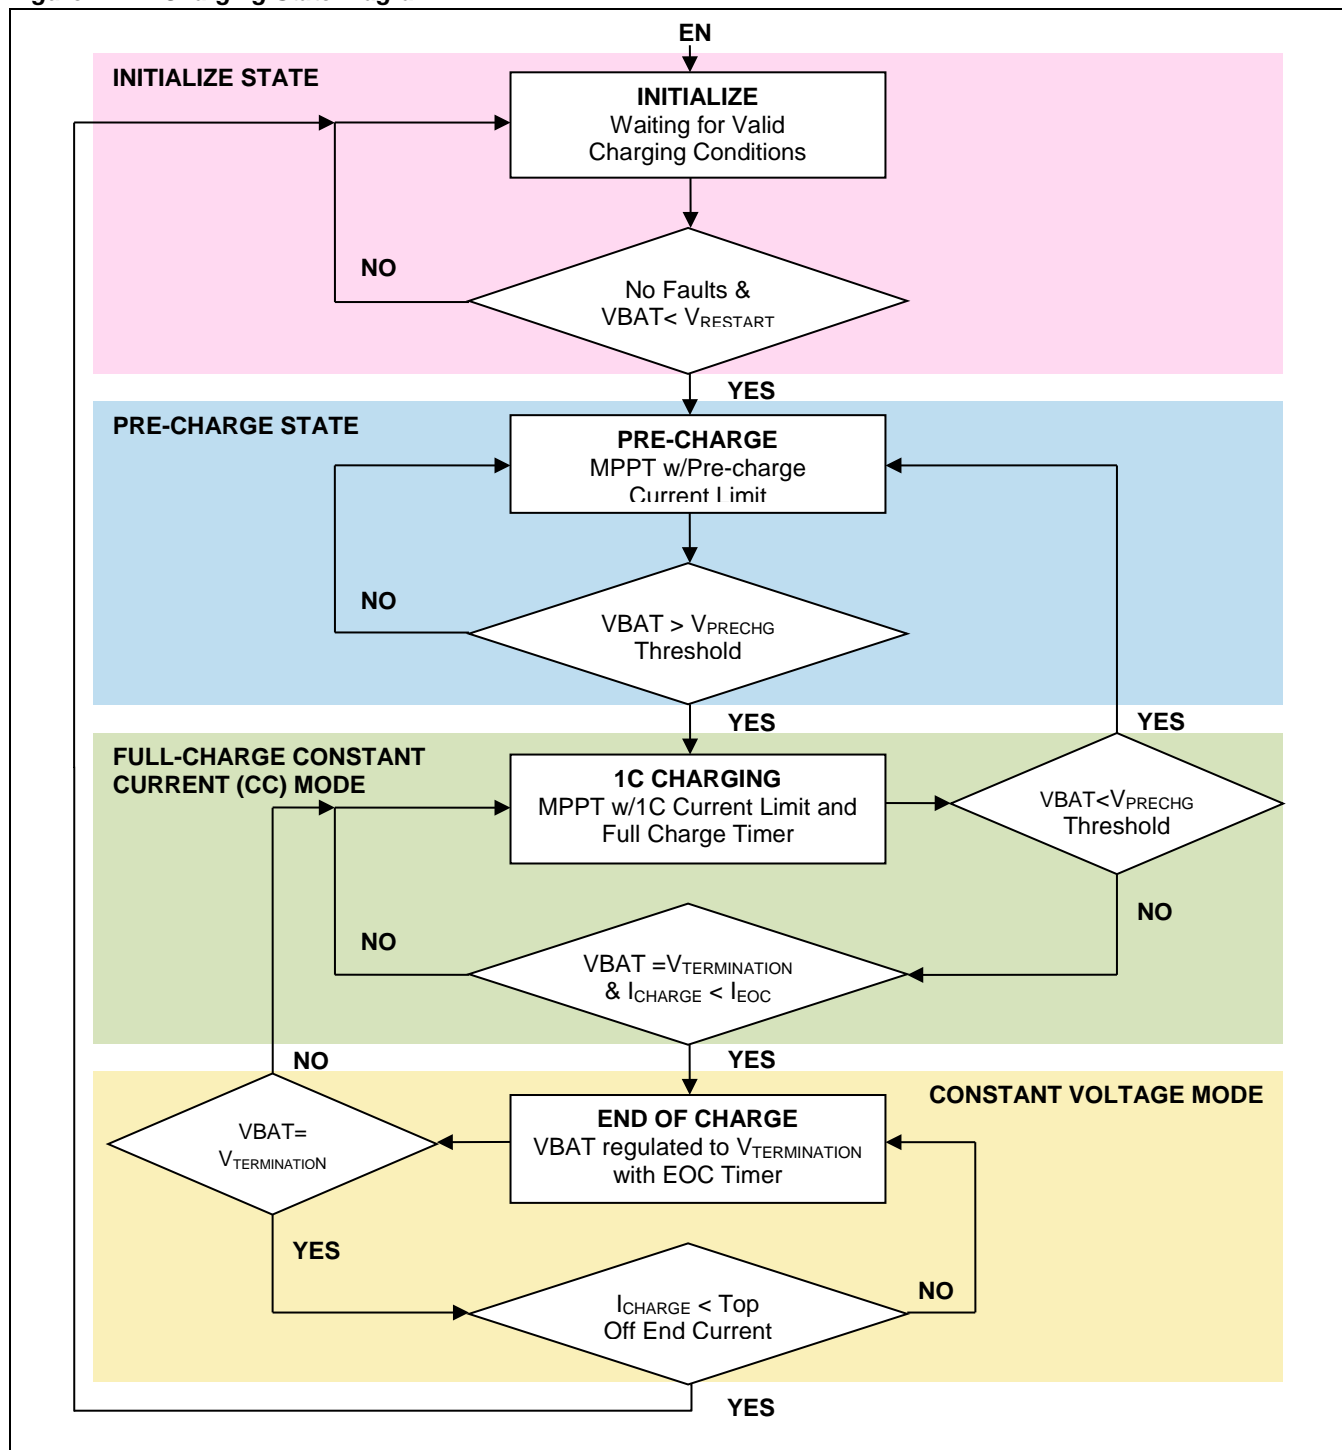 EN
INITIALIZE STATE
INITIALIZE
Waiting for Valid
Charging Conditions
NO
No Faults &
VBAT< VRESTART
YES
PRE-CHARGE STATE
PRE-CHARGE
MPPT w/Pre-charge
Current Limit
NO
VBAT > VPRECHG
Threshold
YES
YES
FULL-CHARGE CONSTANT
CURRENT (CC) MODE
1C CHARGING
MPPT w/1C Current Limit and
Full Charge Timer
VBAT<VPRECHG
Threshold
NO
NO
VBAT =VTERMINATION
& ICHARGE < IEOC
YES
NO
CONSTANT VOLTAGE MODE
END OF CHARGE
VBAT regulated to VTERMINATION
with EOC Timer
VBAT=
VTERMINATION
YES
NO
ICHARGE < Top
Off End Current
YES